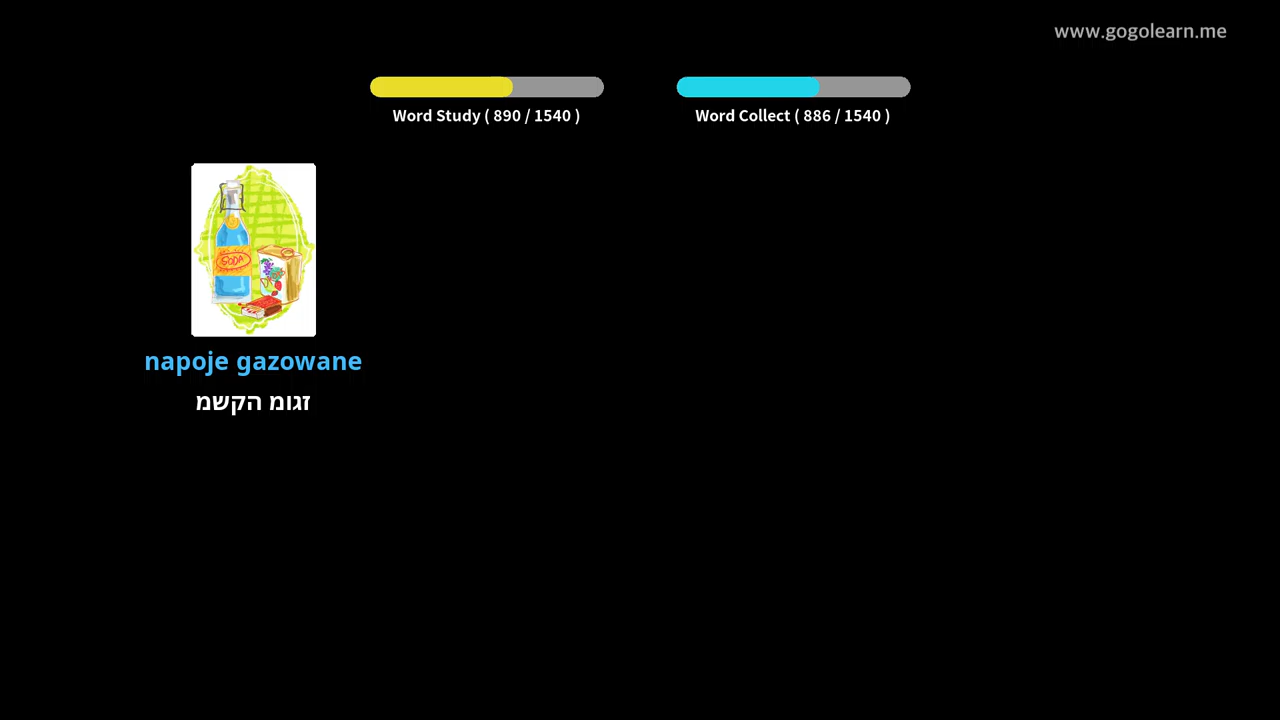 www.gogolearn.me
Word Study ( 890 / 1540 )
Word Collect ( 886 / 1540 )
SODA
napoje gazowane
זגומ הקשמ